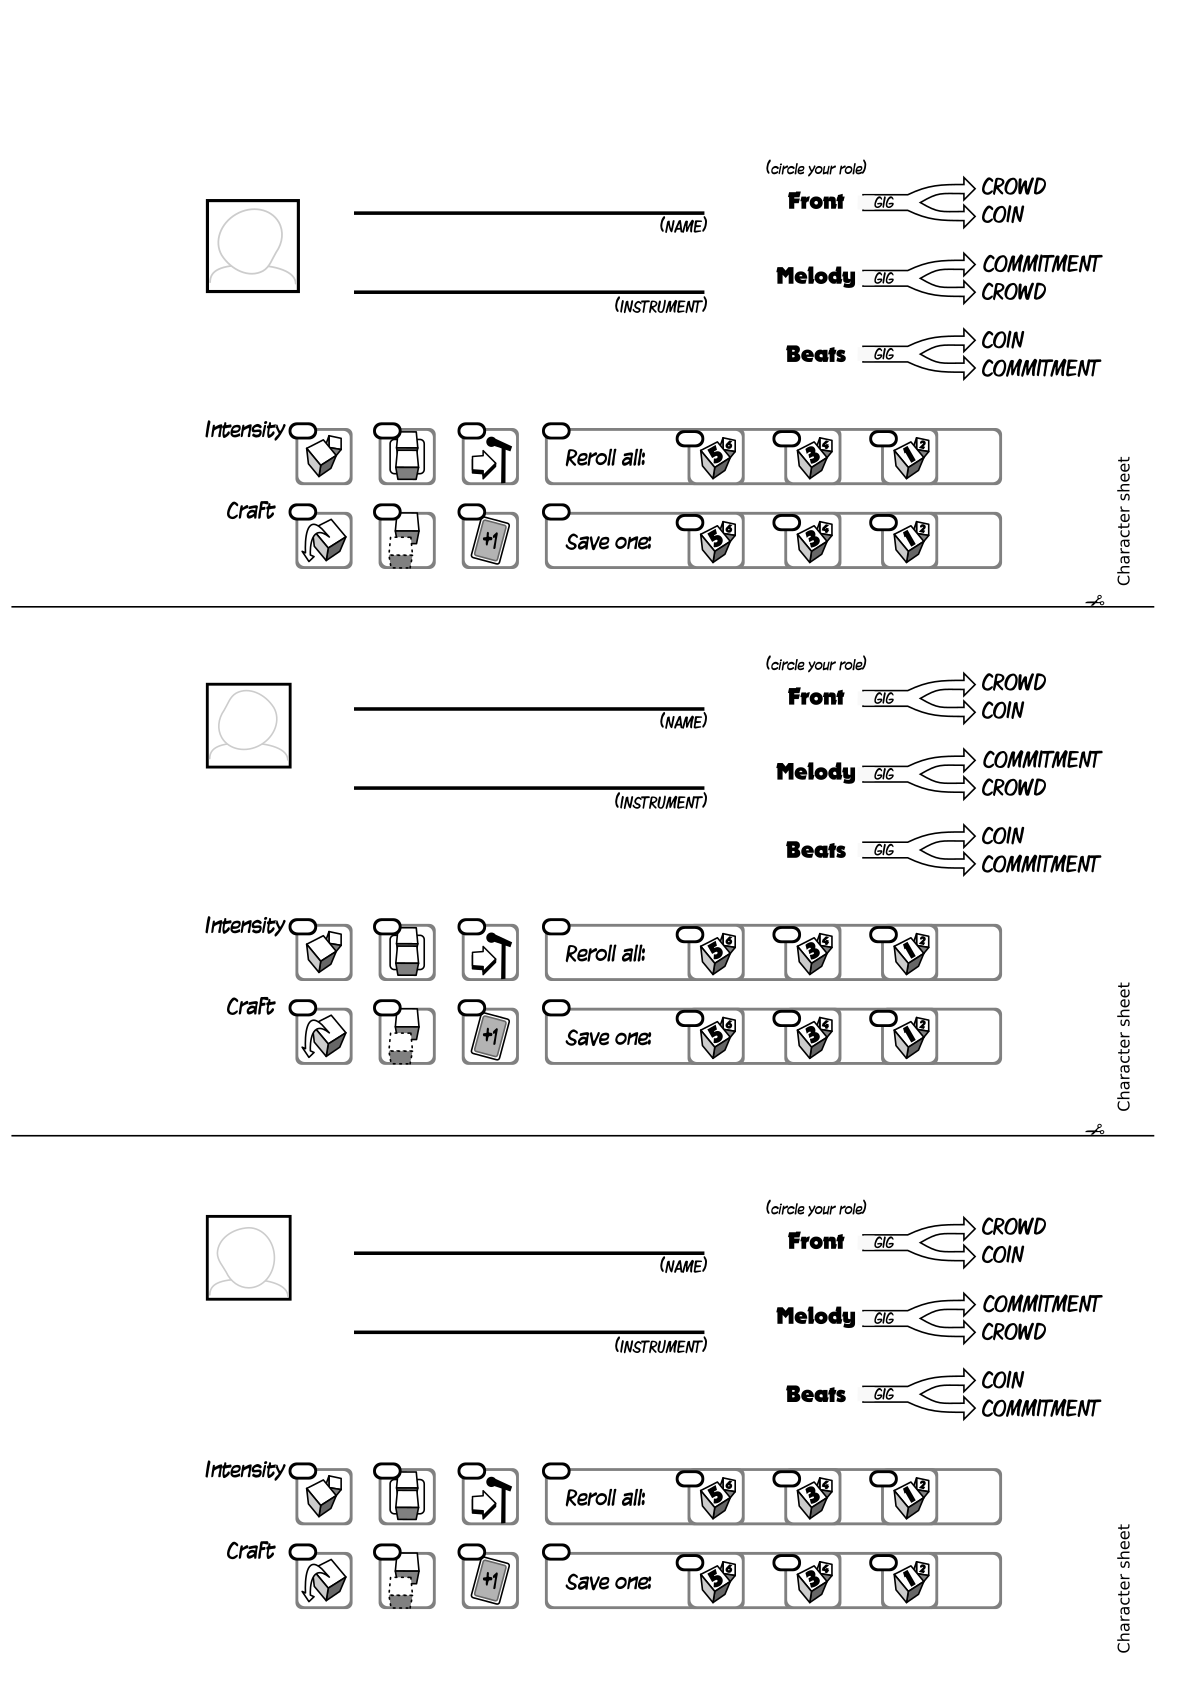 (circle your role)
Front GIG CROWD
COIN
(NAME)
Melody GIG COMMITMENT
CROWD
(INSTRUMENT)
Beats GIG COIN
COMMITMENT
Intensity Reroll all: 5 6 3 4 1 2
Craft +1 Save one: 5 6 3 4 1 2
Character sheet
(circle your role)
Front GIG CROWD
COIN
(NAME)
Melody GIG COMMITMENT
CROWD
(INSTRUMENT)
Beats GIG COIN
COMMITMENT
Intensity Reroll all: 5 6 3 4 1 2
Craft +1 Save one: 5 6 3 4 1 2
Character sheet
(circle your role)
Front GIG CROWD
COIN
(NAME)
Melody GIG COMMITMENT
CROWD
(INSTRUMENT)
Beats GIG COIN
COMMITMENT
Intensity Reroll all: 5 6 3 4 1 2
Craft +1 Save one: 5 6 3 4 1 2
Character sheet